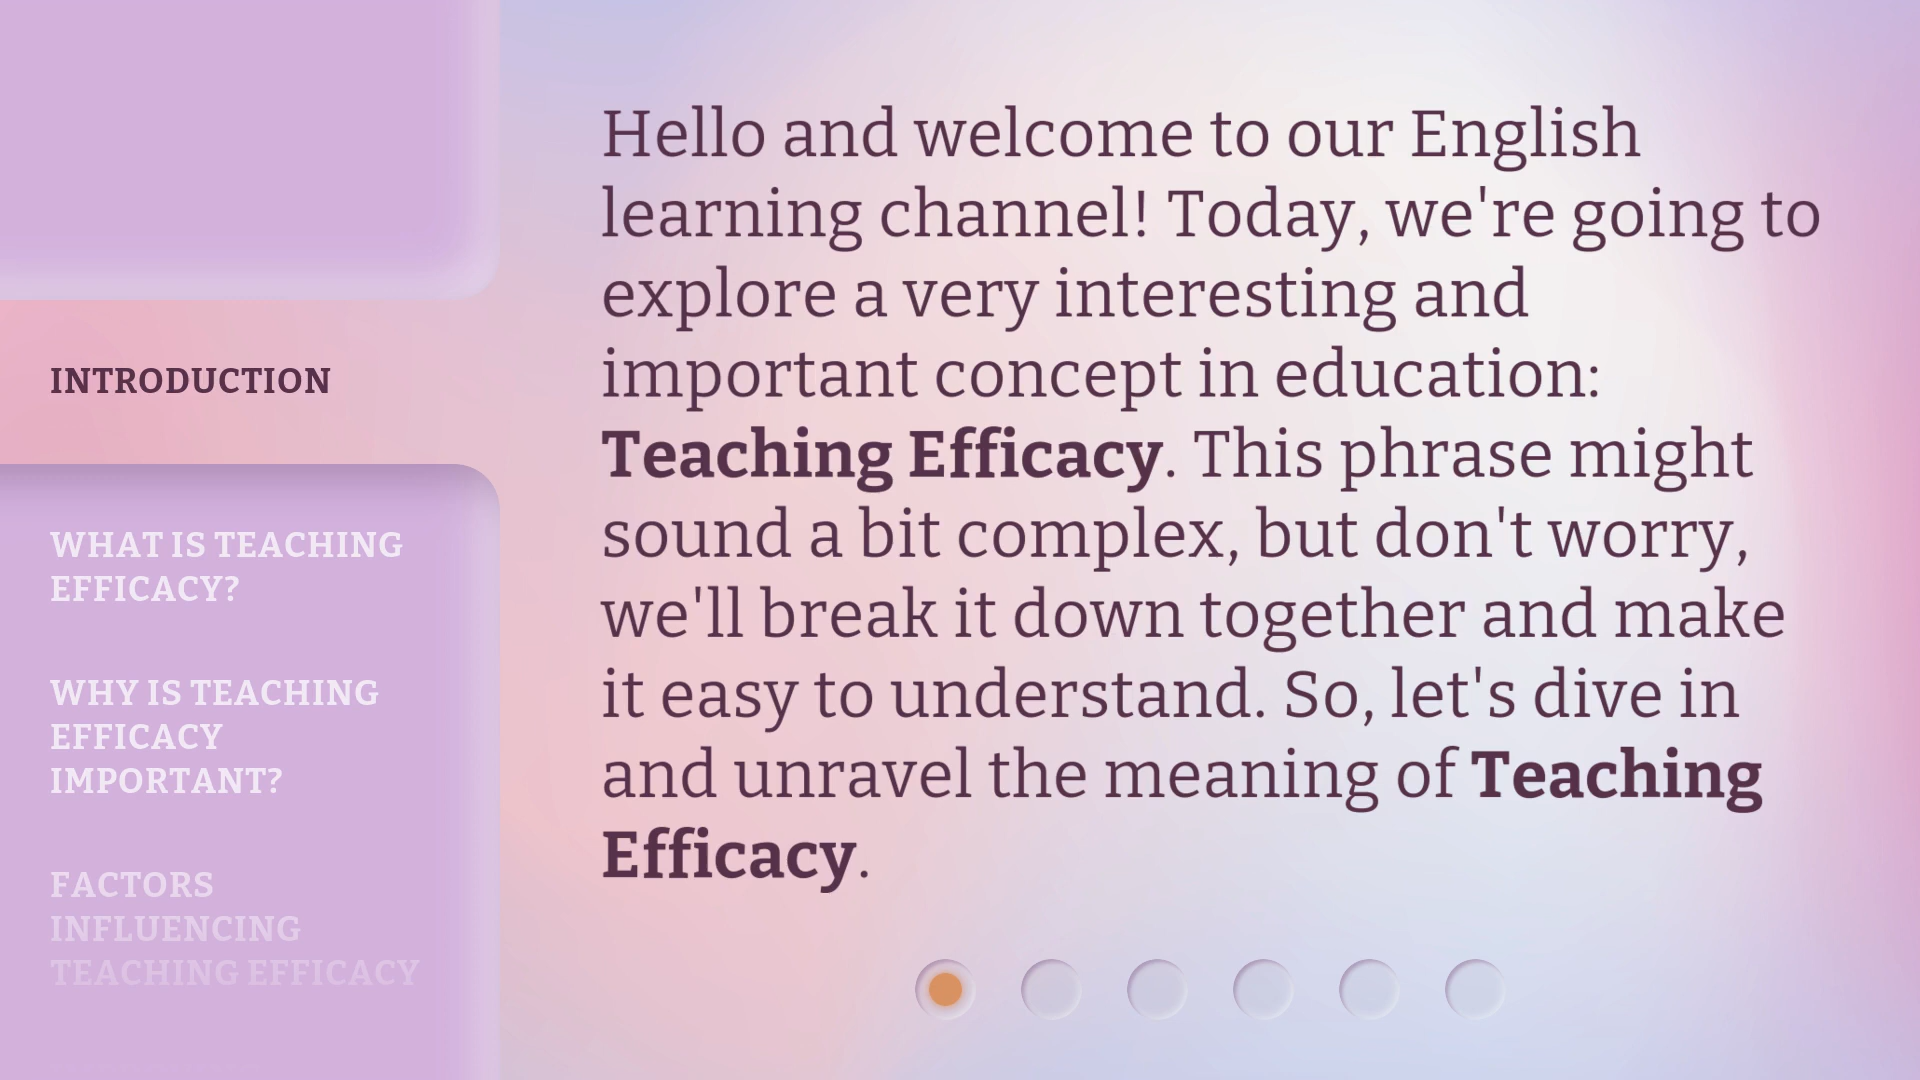 INTRODUCTION
WHAT IS TEACHING
EFFICACY?
WHY IS TEACHING
EFFICACY
IMPORTANT?
FACTORS
INFLUENCING
TEACHING EFFICACY
Hello and welcome to our English
learning channel! Today, we're going to
explore a very interesting and
important concept in education:
Teaching Efficacy. This phrase might
sound a bit complex, but don't worry,
we'll break it down together and make
it easy to understand. So, let's dive in
and unravel the meaning of Teaching
Efficacy.